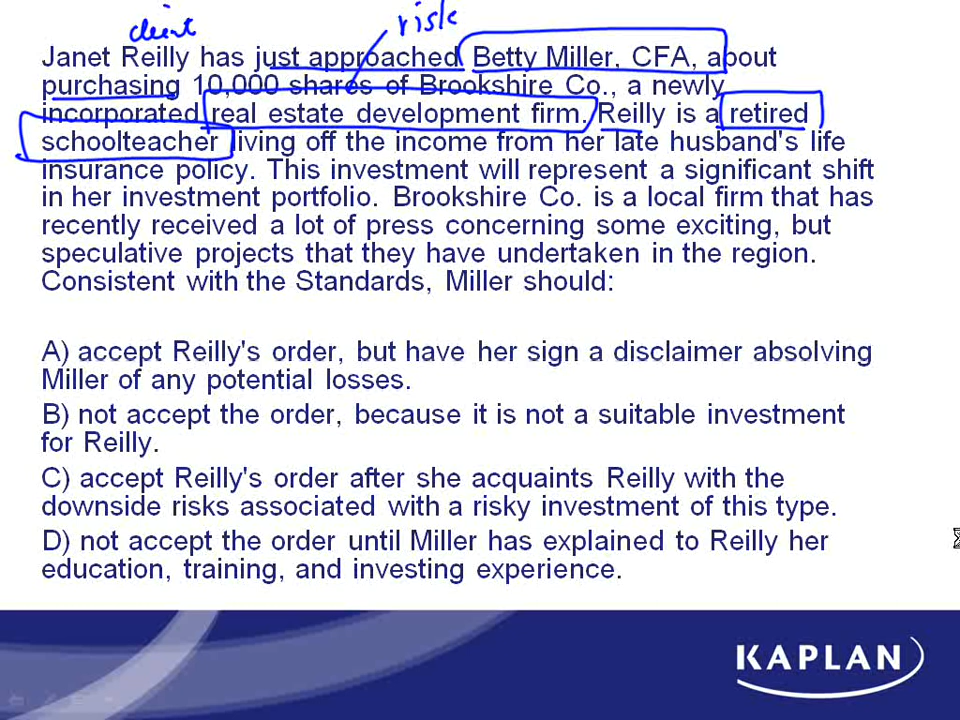 client
risk
Janet Reilly has just approached Betty Miller, CFA, about
purchasing 10,000 shares of Brookshire Co., a newly
incorporated real estate development firm. Reilly is a retired
schoolteacher living off the income from her late husband's life
insurance policy. This investment will represent a significant shift
in her investment portfolio. Brookshire Co. is a local firm that has
recently received a lot of press concerning some exciting, but
speculative projects that they have undertaken in the region.
Consistent with the Standards, Miller should:
A) accept Reilly's order, but have her sign a disclaimer absolving
Miller of any potential losses.
B) not accept the order, because it is not a suitable investment
for Reilly.
C) accept Reilly's order after she acquaints Reilly with the
downside risks associated with a risky investment of this type.
D) not accept the order until Miller has explained to Reilly her
education, training, and investing experience.
KAPLAN